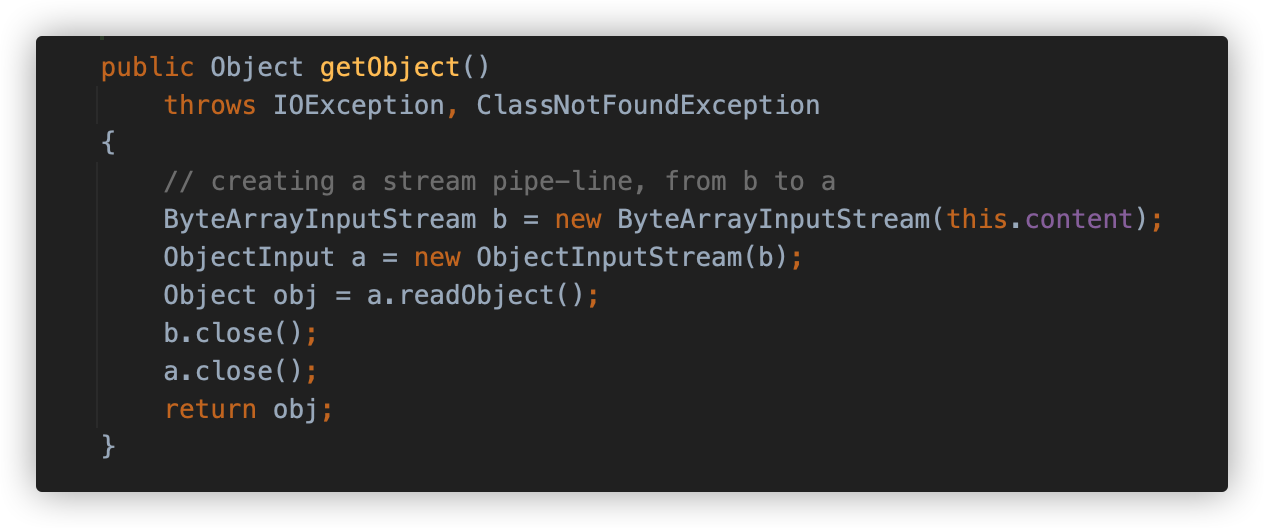 public Object getObject()
throws IOException, ClassNotFoundException
{
// creating a stream pipe-line, from b to a
ByteArrayInputStream b = new ByteArrayInputStream(this.content);
ObjectInput a = new ObjectInputStream(b);
Object obj = a.readObject();
b.close();
a.close();
return obj;
}